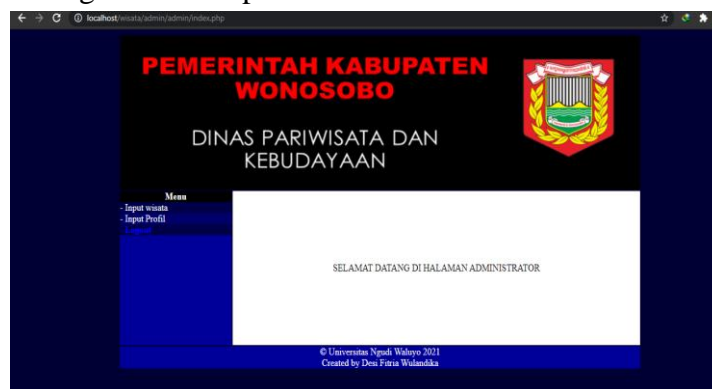 localhost/wisata/admin/admin/index.php
PEMERINTAH KABUPATEN
WONOSOBO
DINAS PARIWISATA DAN
KEBUDAYAAN
Menu
- Input wisata
- Input Profil
- Logout
SELAMAT DATANG DI HALAMAN ADMINISTRATOR
© Universitas Ngudi Waluyo 2021
Created by Desi Fitria Wulandika